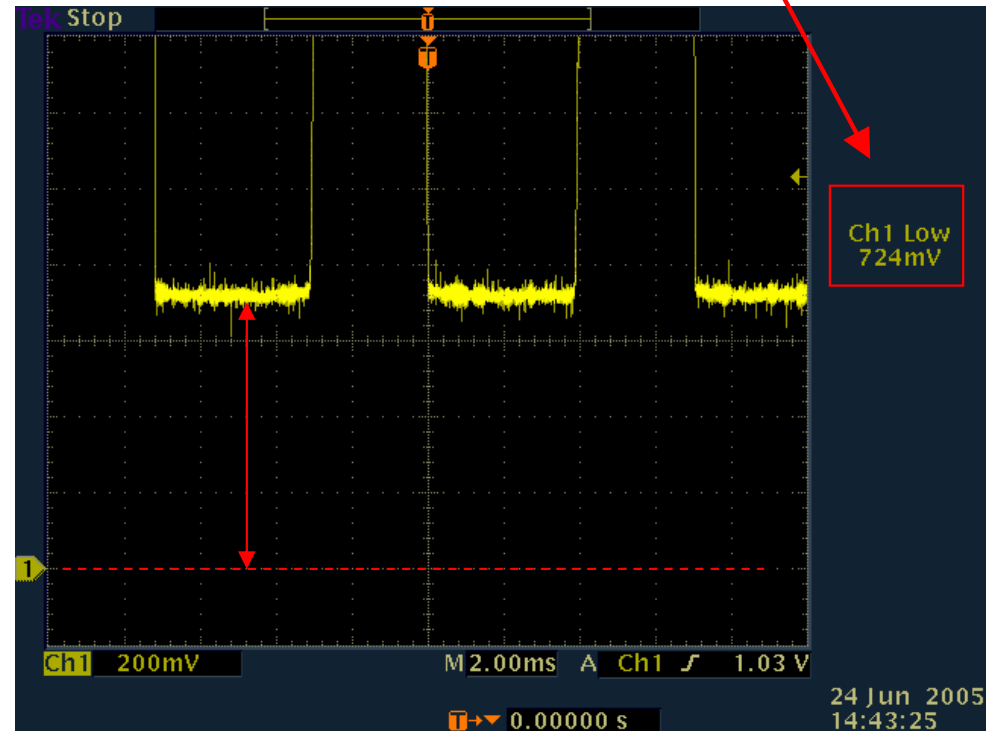 Tek Stop
T
T
Ch1 Low
724mV
1
Ch1 200mV M 2.00ms A Ch1 1.03 V
24 Jun 2005
14:43:25
T 0.00000 s